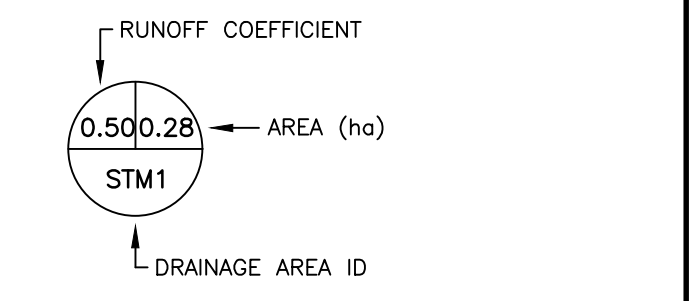 RUNOFF COEFFICIENT
0.50 0.28
AREA (ha)
STM1
DRAINAGE AREA ID